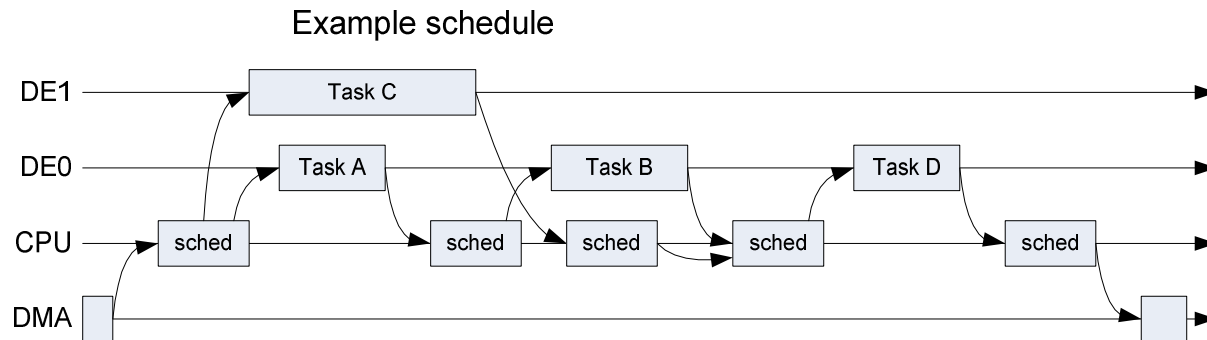 Example schedule
DE1 Task C
DE0 Task A Task B Task D
CPU sched sched sched sched sched
DMA